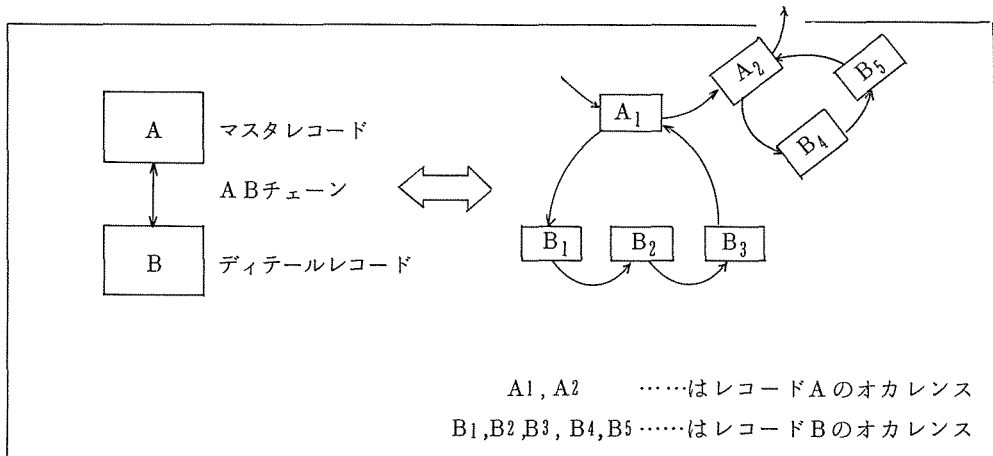 A
マスタレコード
ABチェーン
B
ディテールレコード
A₁
A₂
B₅
B₄
B₁
B₂
B₃
A1, A2 ……はレコードAのオカレンス
B1,B2,B3, B4,B5……はレコードBのオカレンス